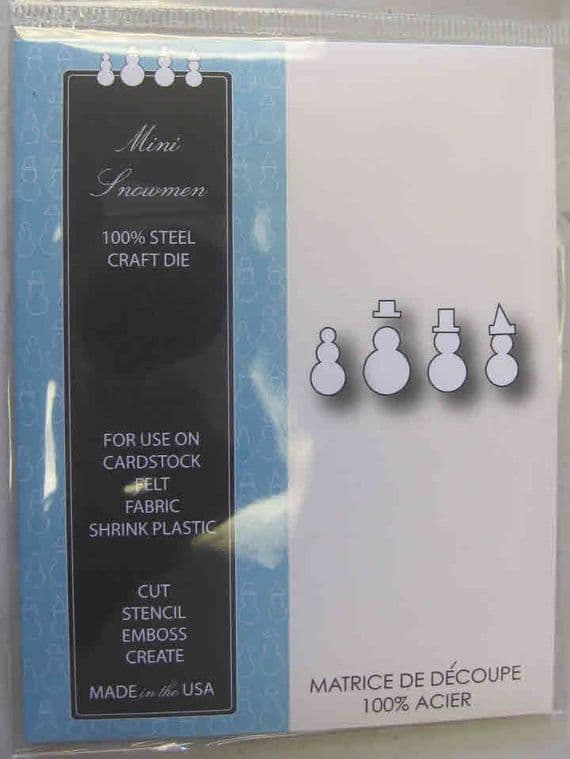 Mini
Snowmen
100% STEEL
CRAFT DIE
FOR USE ON
CARDSTOCK
FELT
FABRIC
SHRINK PLASTIC
CUT
STENCIL
EMBOSS
CREATE
MADE in the USA
MATRICE DE DÉCOUPE
100% ACIER